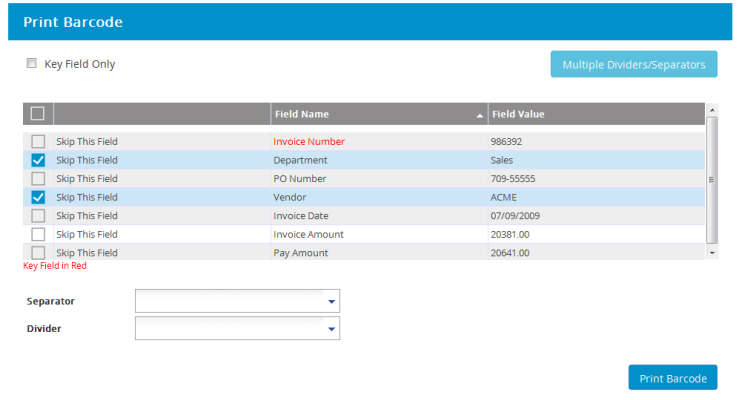 Print Barcode
Key Field Only
Multiple Dividers/Separators
Field Name Field Value
Skip This Field Invoice Number 986392
Skip This Field Department Sales
Skip This Field PO Number 709-55555
Skip This Field Vendor ACME
Skip This Field Invoice Date 07/09/2009
Skip This Field Invoice Amount 20381.00
Skip This Field Pay Amount 20641.00
Key Field in Red
Separator
Divider
Print Barcode